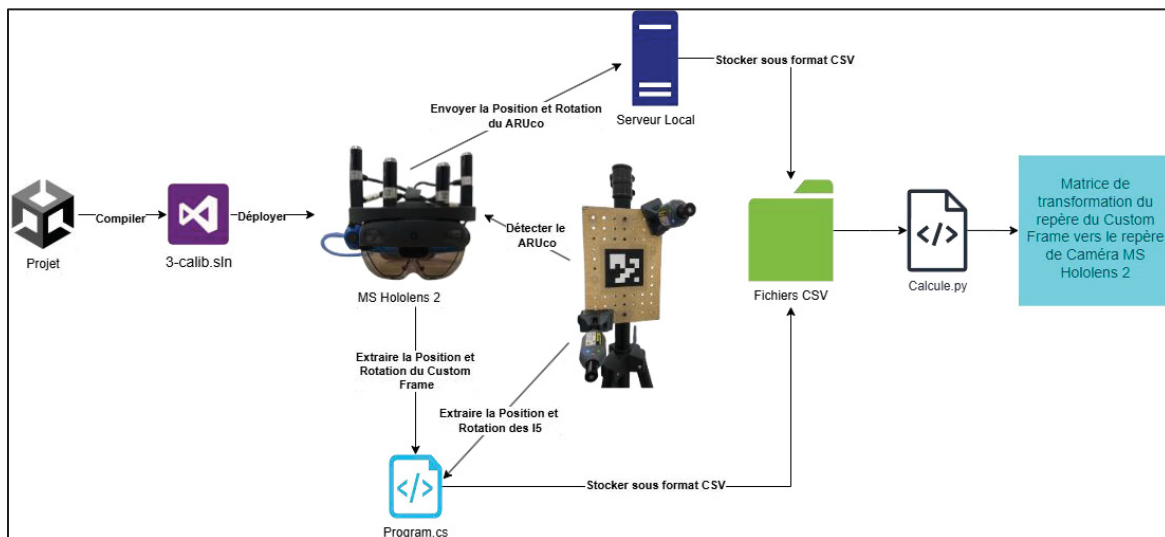 Stocker sous format CSV
Envoyer la Position et Rotation
du ARUco
Serveur Local
Projet
Compiler
3-calib.sln
Déployer
MS Hololens 2
Détecter le
ARUco
Fichiers CSV
Calcule.py
Matrice de
transformation du
repère du Custom
Frame vers le repère
de Caméra MS
Hololens 2
Extraire la Position et
Rotation du Custom
Frame
Extraire la Position et
Rotation des I5
Program.cs
Stocker sous format CSV